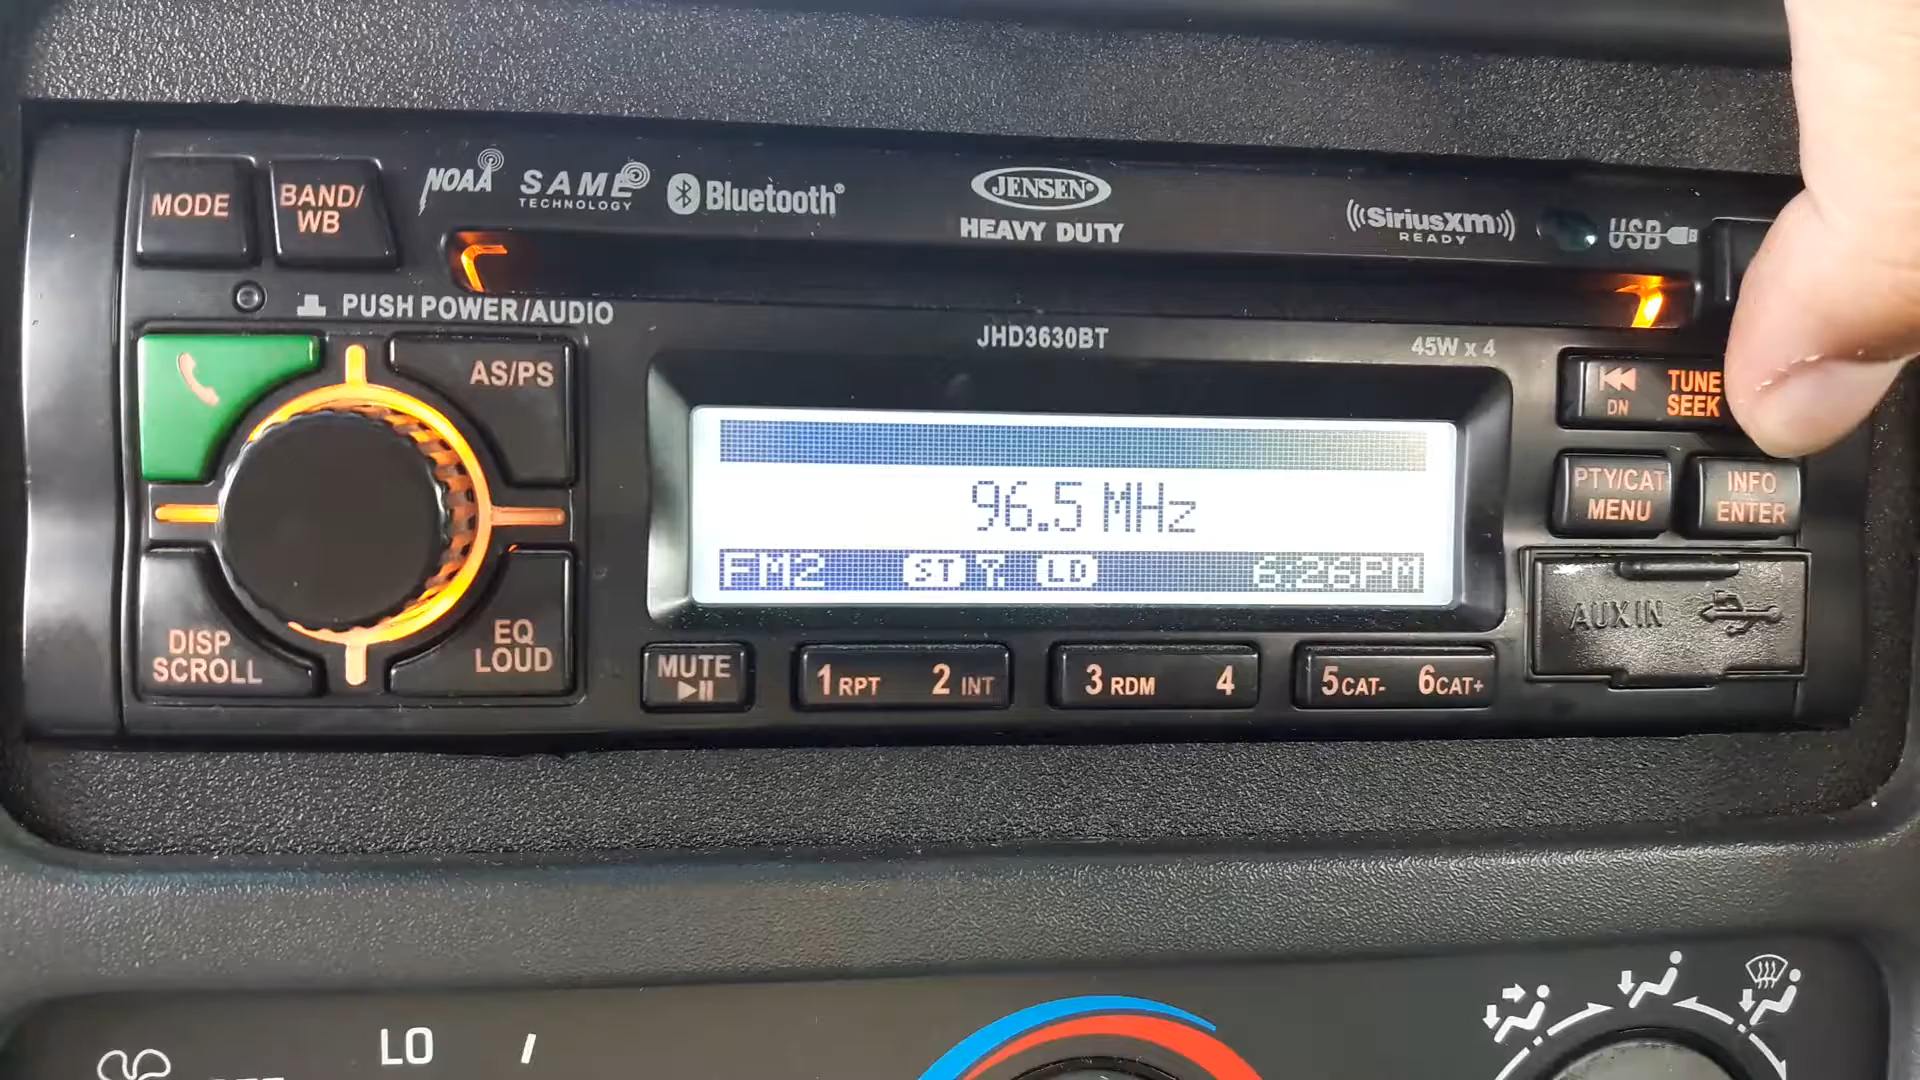 MODE
BAND/
WB
NOAA
SAME
TECHNOLOGY
Bluetooth®
JENSEN®
HEAVY DUTY
((SiriusXM))
READY
USB
PUSH POWER/AUDIO
JHD3630BT
45W x 4
AS/PS
DN
TUNE
SEEK
96.5 MHz
FM2 ST LD 6:26PM
PTY/CAT
MENU
INFO
ENTER
AUX IN
DISP
SCROLL
EQ
LOUD
MUTE
1 RPT 2 INT
3 RDM 4
5 CAT- 6 CAT+
LO